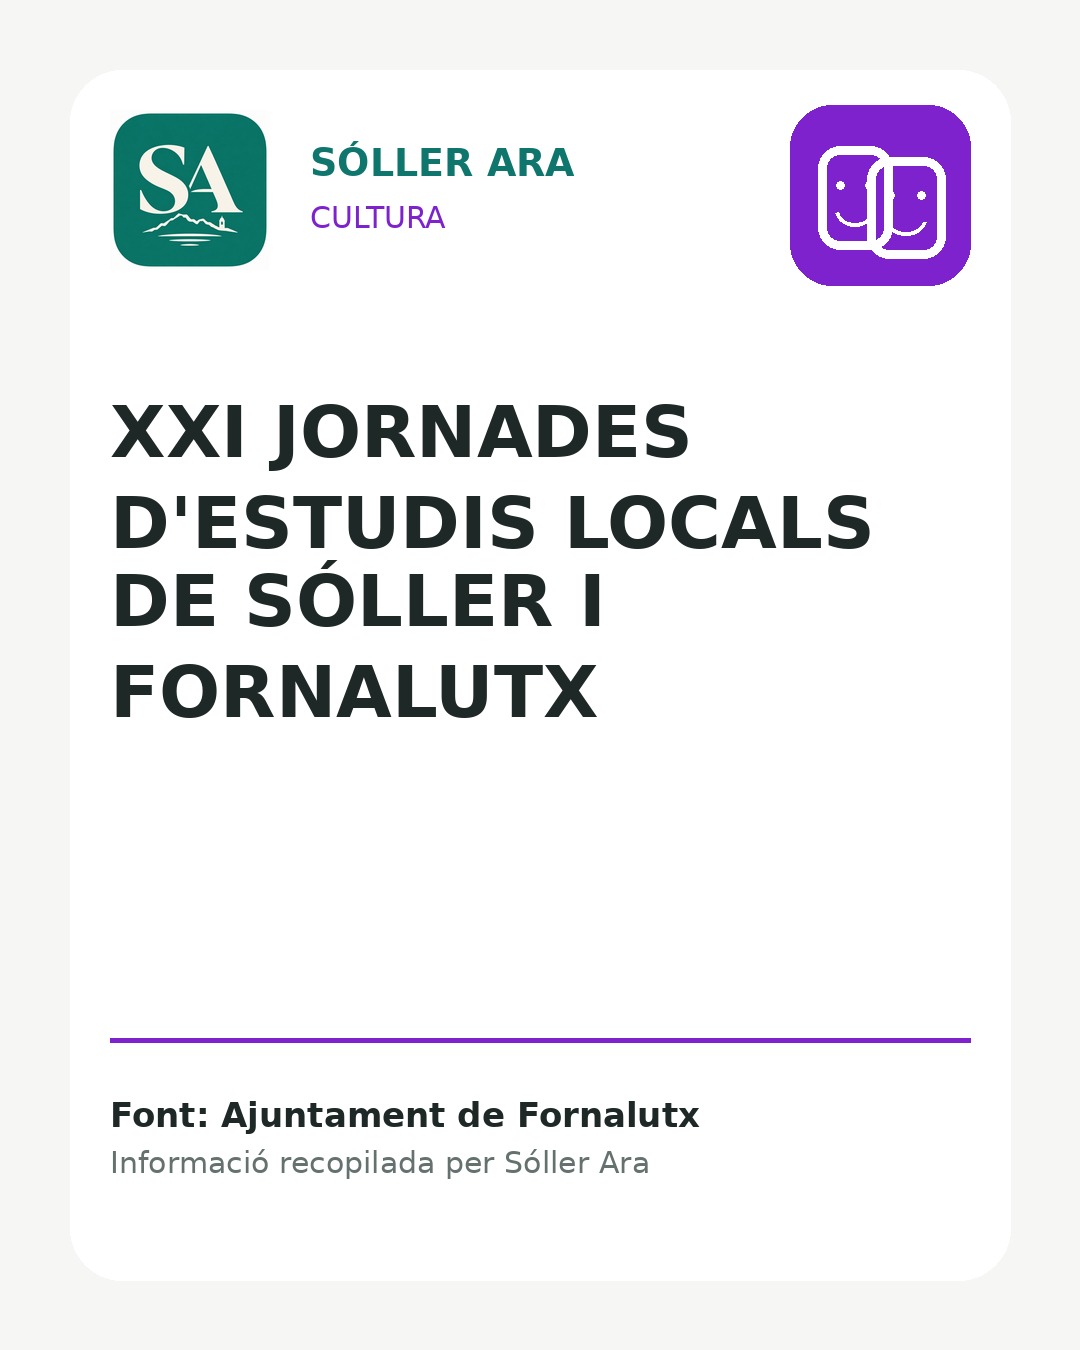 SA
SÓLLER ARA
CULTURA
XXI JORNADES
D'ESTUDIS LOCALS
DE SÓLLER I
FORNALUTX
Font: Ajuntament de Fornalutx
Informació recopilada per Sóller Ara